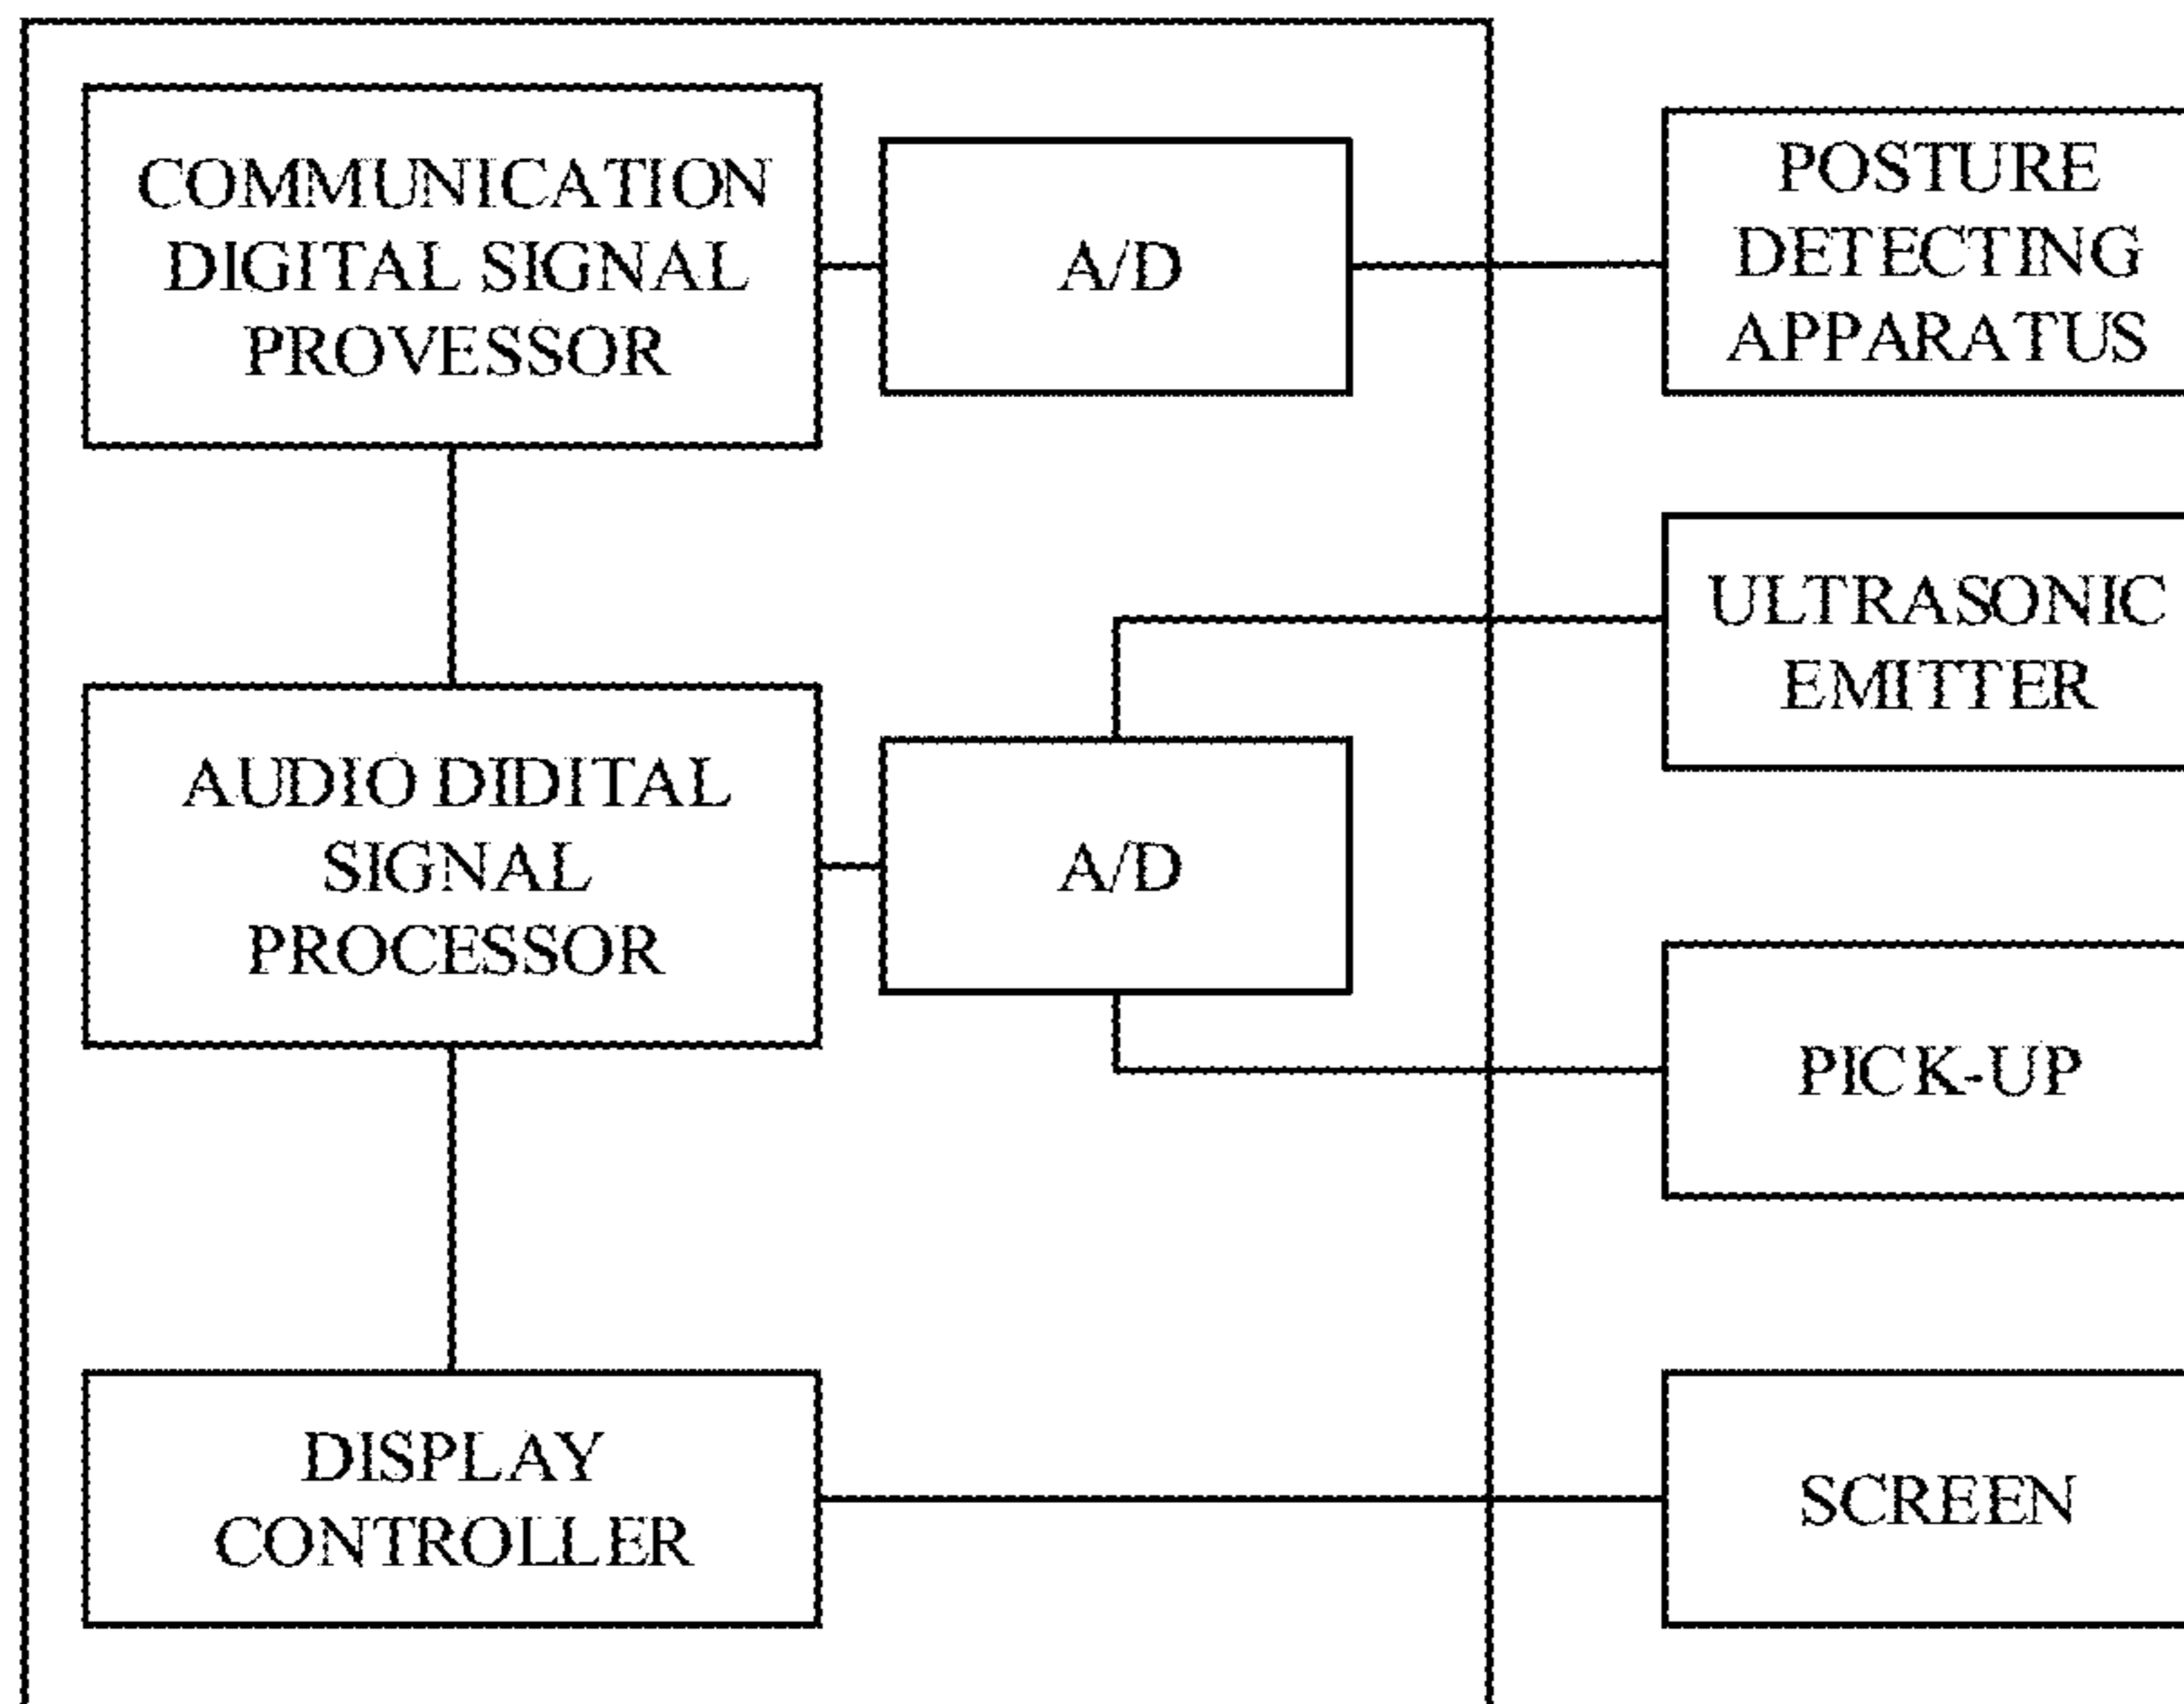 COMMUNICATION
DIGITAL SIGNAL
PROVESSOR
A/D
POSTURE
DETECTING
APPARATUS
ULTRASONIC
EMITTER
AUDIO DIDITAL
SIGNAL
PROCESSOR
A/D
PICK-UP
DISPLAY
CONTROLLER
SCREEN